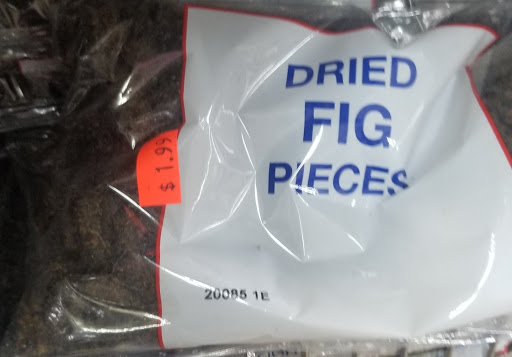 DRIED
FIG
PIECES
$1.99
20085 1E